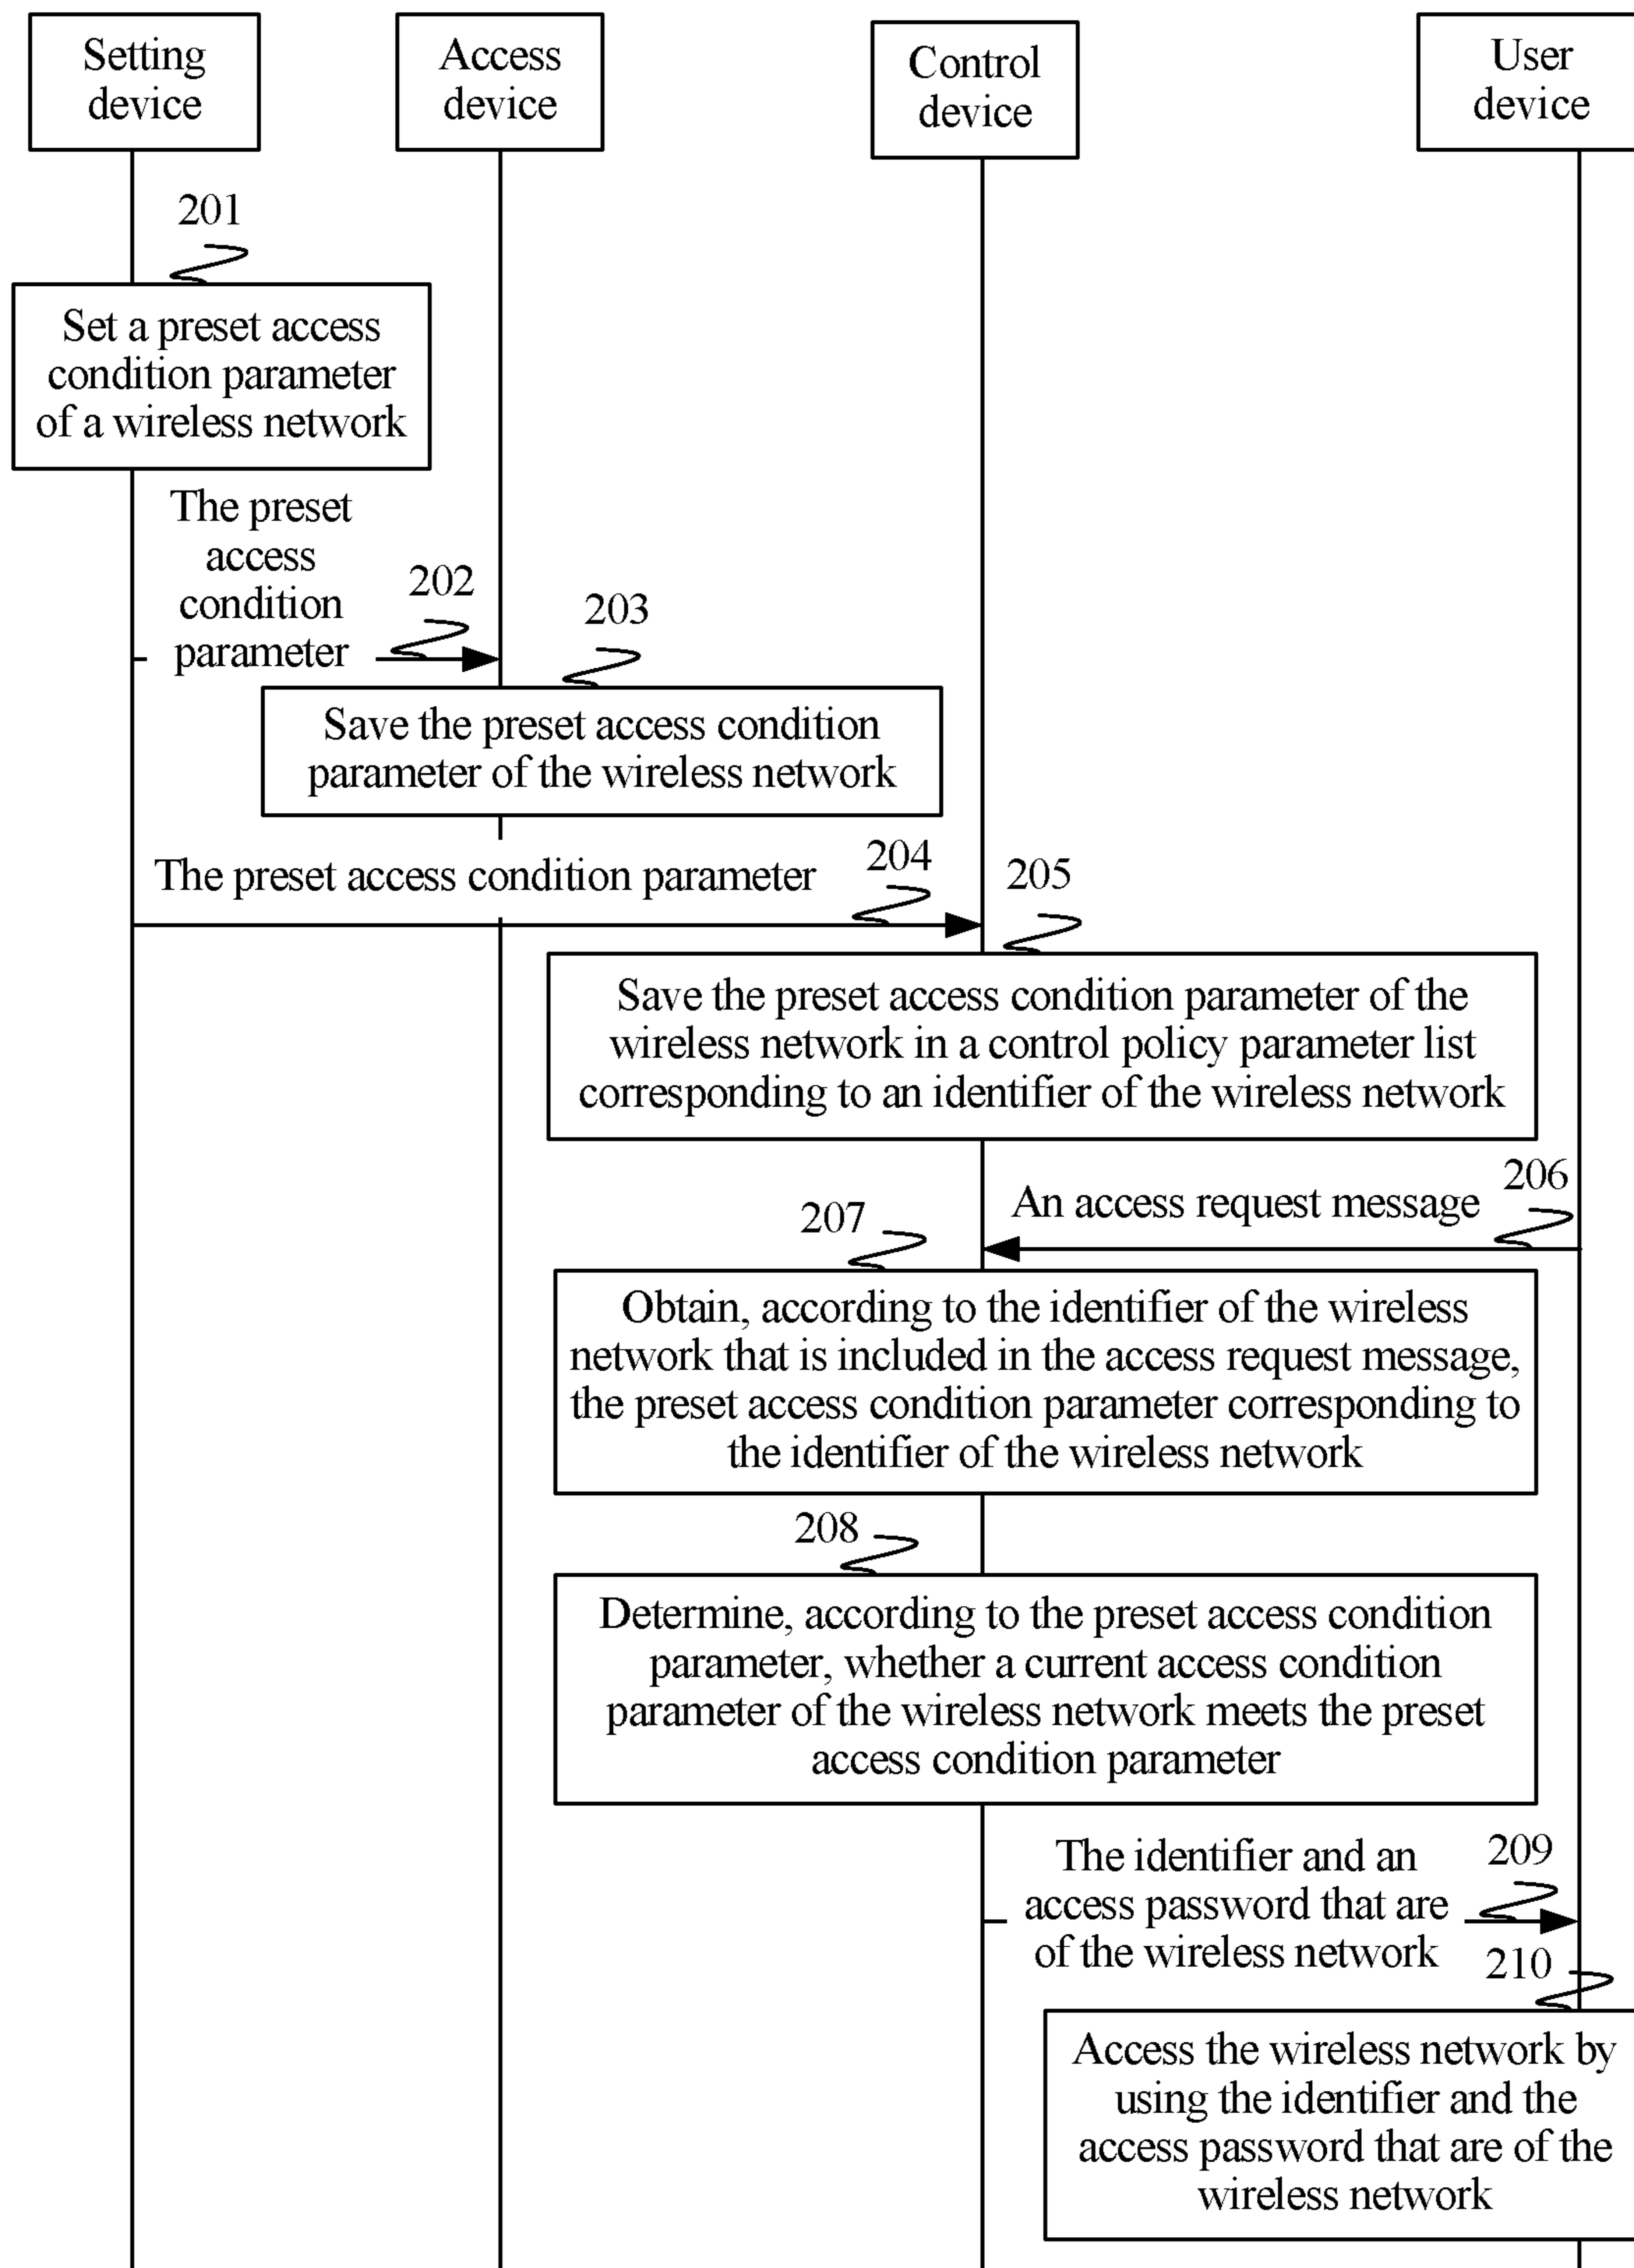 Setting
device
Access
device
Control
device
User
device
201
Set a preset access
condition parameter
of a wireless network
The preset
access
condition
parameter
202
203
Save the preset access condition
parameter of the wireless network
The preset access condition parameter
204
205
Save the preset access condition parameter of the
wireless network in a control policy parameter list
corresponding to an identifier of the wireless network
An access request message
206
207
Obtain, according to the identifier of the wireless
network that is included in the access request message,
the preset access condition parameter corresponding to
the identifier of the wireless network
208
Determine, according to the preset access condition
parameter, whether a current access condition
parameter of the wireless network meets the preset
access condition parameter
The identifier and an
access password that are
of the wireless network
209
210
Access the wireless network by
using the identifier and the
access password that are of the
wireless network